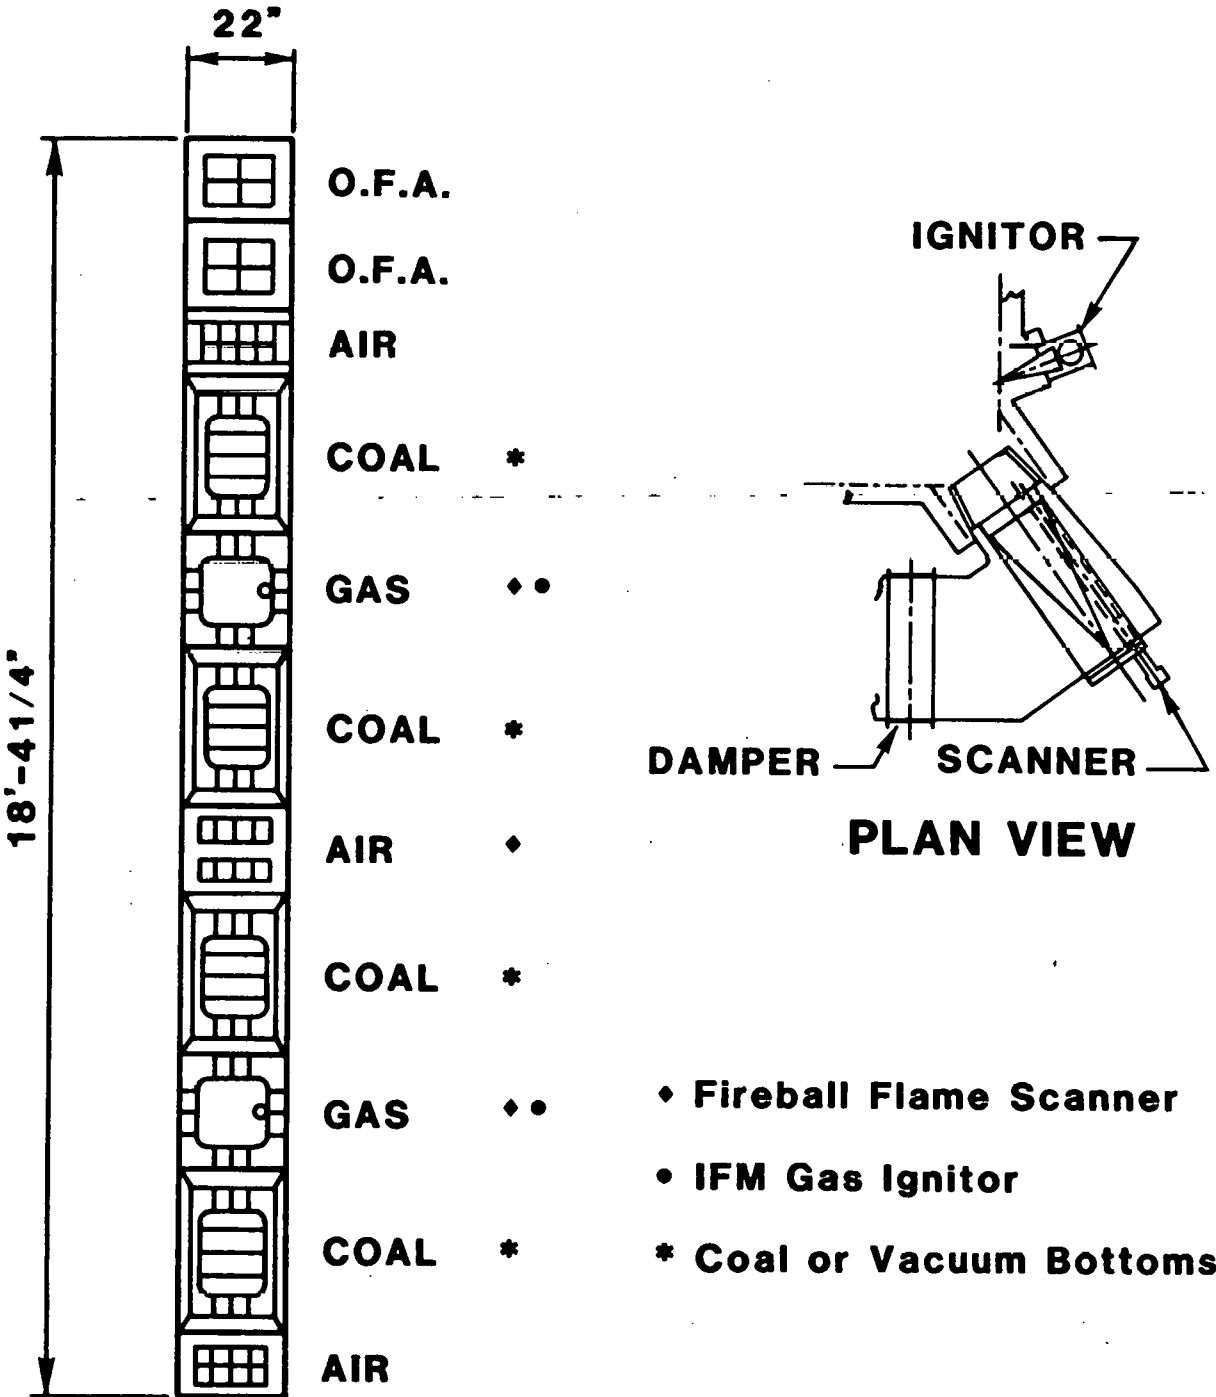 22"
O.F.A.
O.F.A.
IGNITOR
AIR
COAL *
GAS ♦ ●
18'-41/4"
COAL *
DAMPER
SCANNER
PLAN VIEW
AIR ♦
COAL *
GAS ♦ ●
♦ Fireball Flame Scanner
● IFM Gas Ignitor
COAL *
* Coal or Vacuum Bottoms
AIR